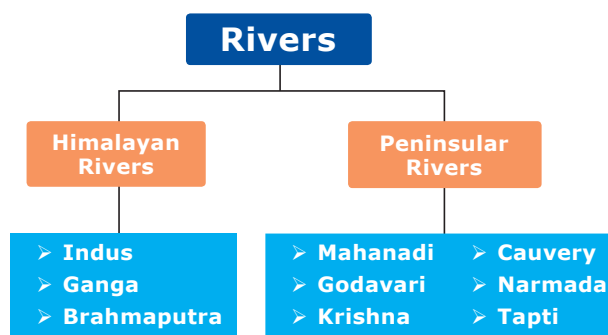 Rivers
Himalayan
Rivers
Peninsular
Rivers
➢ Indus
➢ Ganga
➢ Brahmaputra
➢ Mahanadi
➢ Godavari
➢ Krishna
➢ Cauvery
➢ Narmada
➢ Tapti